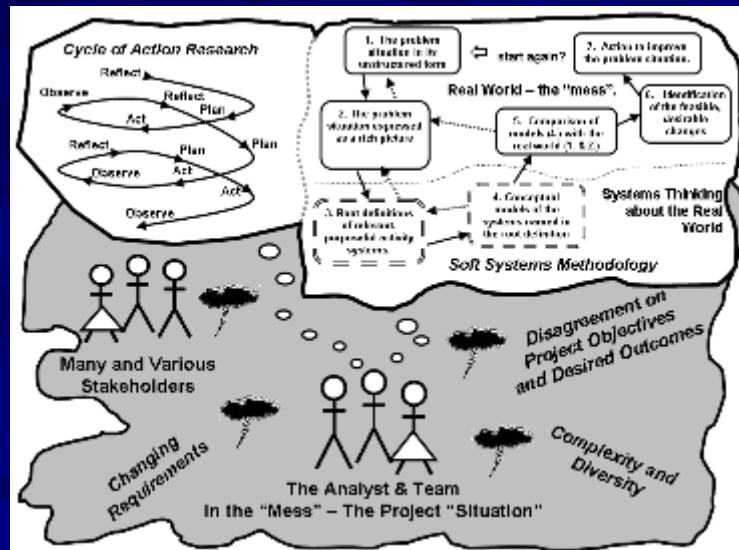 Cycle of Action Research
Reflect
Observe
Reflect
Act
Plan
Reflect
Plan
Plan
Observe
Act
Act
Observe
1. The problem
situation in its
unstructured form
start again?
7. Action to improve
the problem situation.
Real World – the "mess".
2. The problem
situation expressed
as a rich picture
5. Comparison of
models (4.) with the
real world (1. & 2.)
6. Identification
of the feasible,
desirable
changes
3. Root definitions
of relevant,
purposeful activity
systems.
4. Conceptual
models of the
systems named in
the root definition
Systems Thinking
about the Real
World
Soft Systems Methodology
Many and Various
Stakeholders
Disagreement on
Project Objectives
and Desired Outcomes
Changing
Requirements
Complexity and
Diversity
The Analyst & Team
In the "Mess" – The Project "Situation"